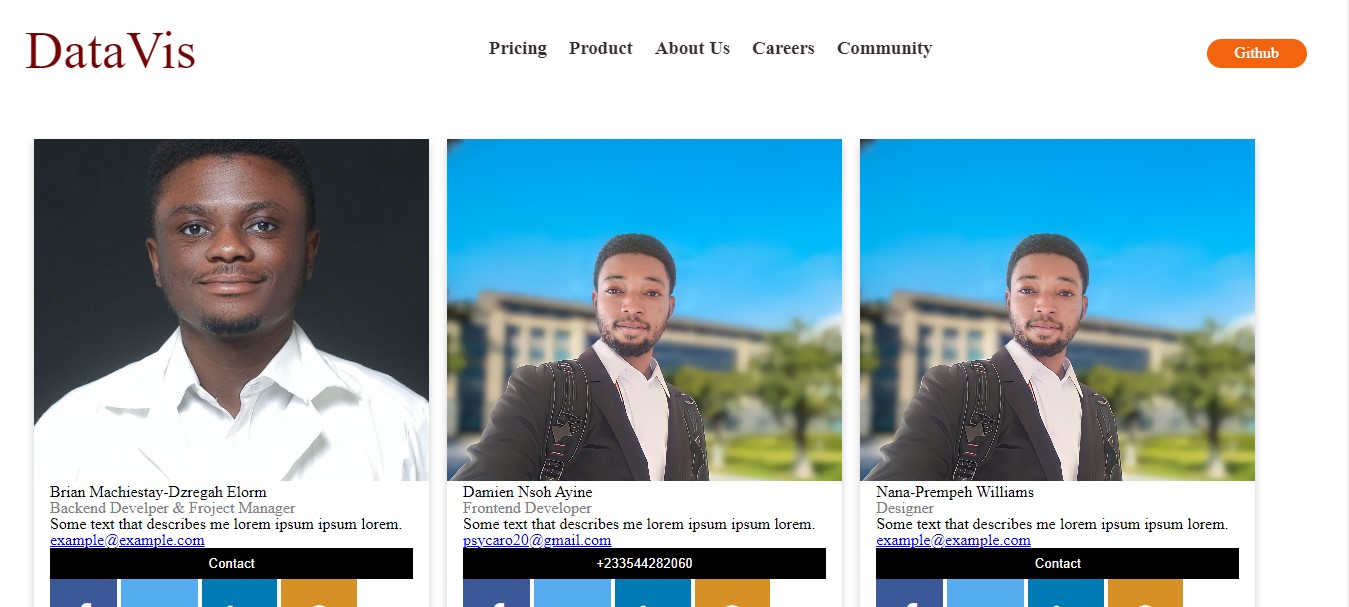 DataVis
Pricing Product About Us Careers Community
Github
Brian Machiestay-Dzregah Elorm
Backend Develper & Froject Manager
Some text that describes me lorem ipsum ipsum lorem.
example@example.com
Contact
Damien Nsoh Ayine
Frontend Developer
Some text that describes me lorem ipsum ipsum lorem.
psycaro20@gmail.com
+233544282060
Nana-Prempeh Williams
Designer
Some text that describes me lorem ipsum ipsum lorem.
example@example.com
Contact